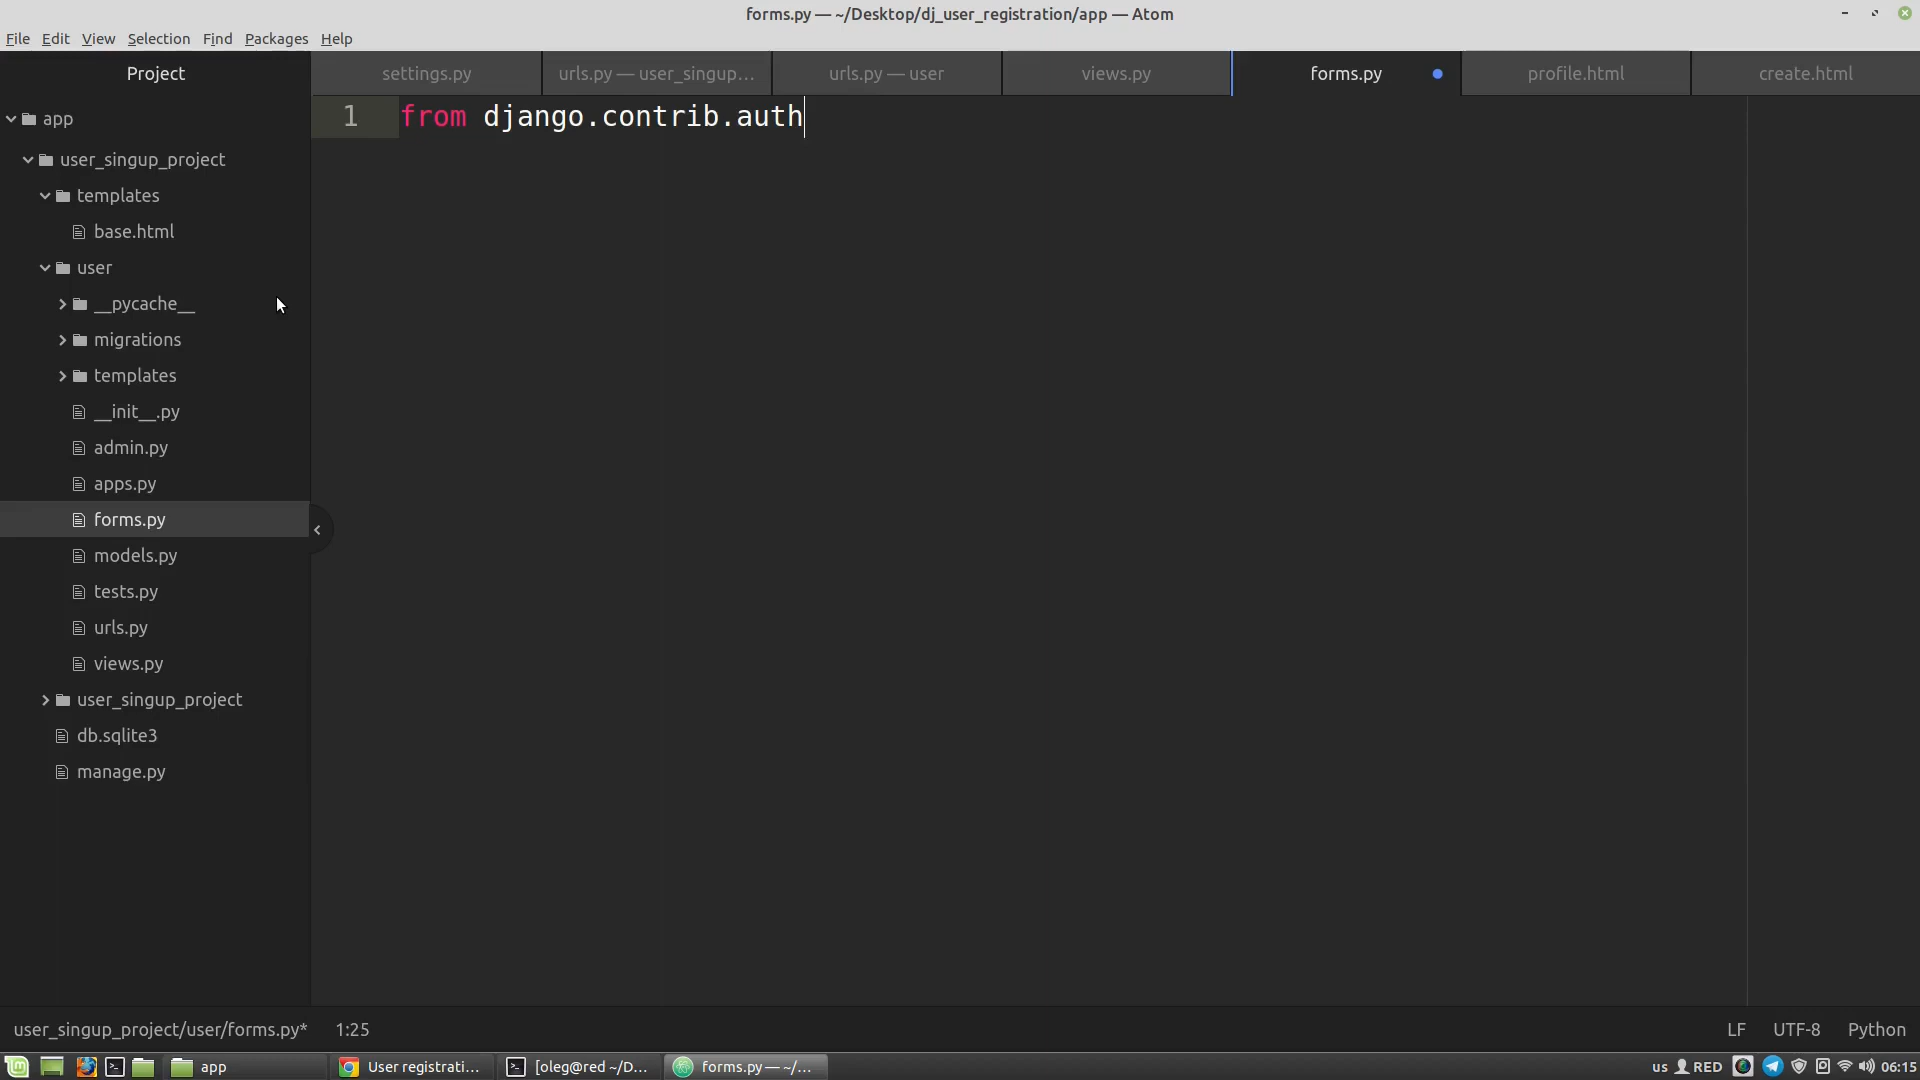 forms.py — ~/Desktop/dj_user_registration/app — Atom
File Edit View Selection Find Packages Help
Project
settings.py
urls.py — user_singup…
urls.py — user
views.py
forms.py
profile.html
create.html
app
user_singup_project
templates
base.html
user
__pycache__
migrations
templates
__init__.py
admin.py
apps.py
forms.py
models.py
tests.py
urls.py
views.py
user_singup_project
db.sqlite3
manage.py
1 from django.contrib.auth
user_singup_project/user/forms.py* 1:25
LF UTF-8 Python
app
User registrati...
[oleg@red ~/D...
forms.py — ~/...
us RED 06:15